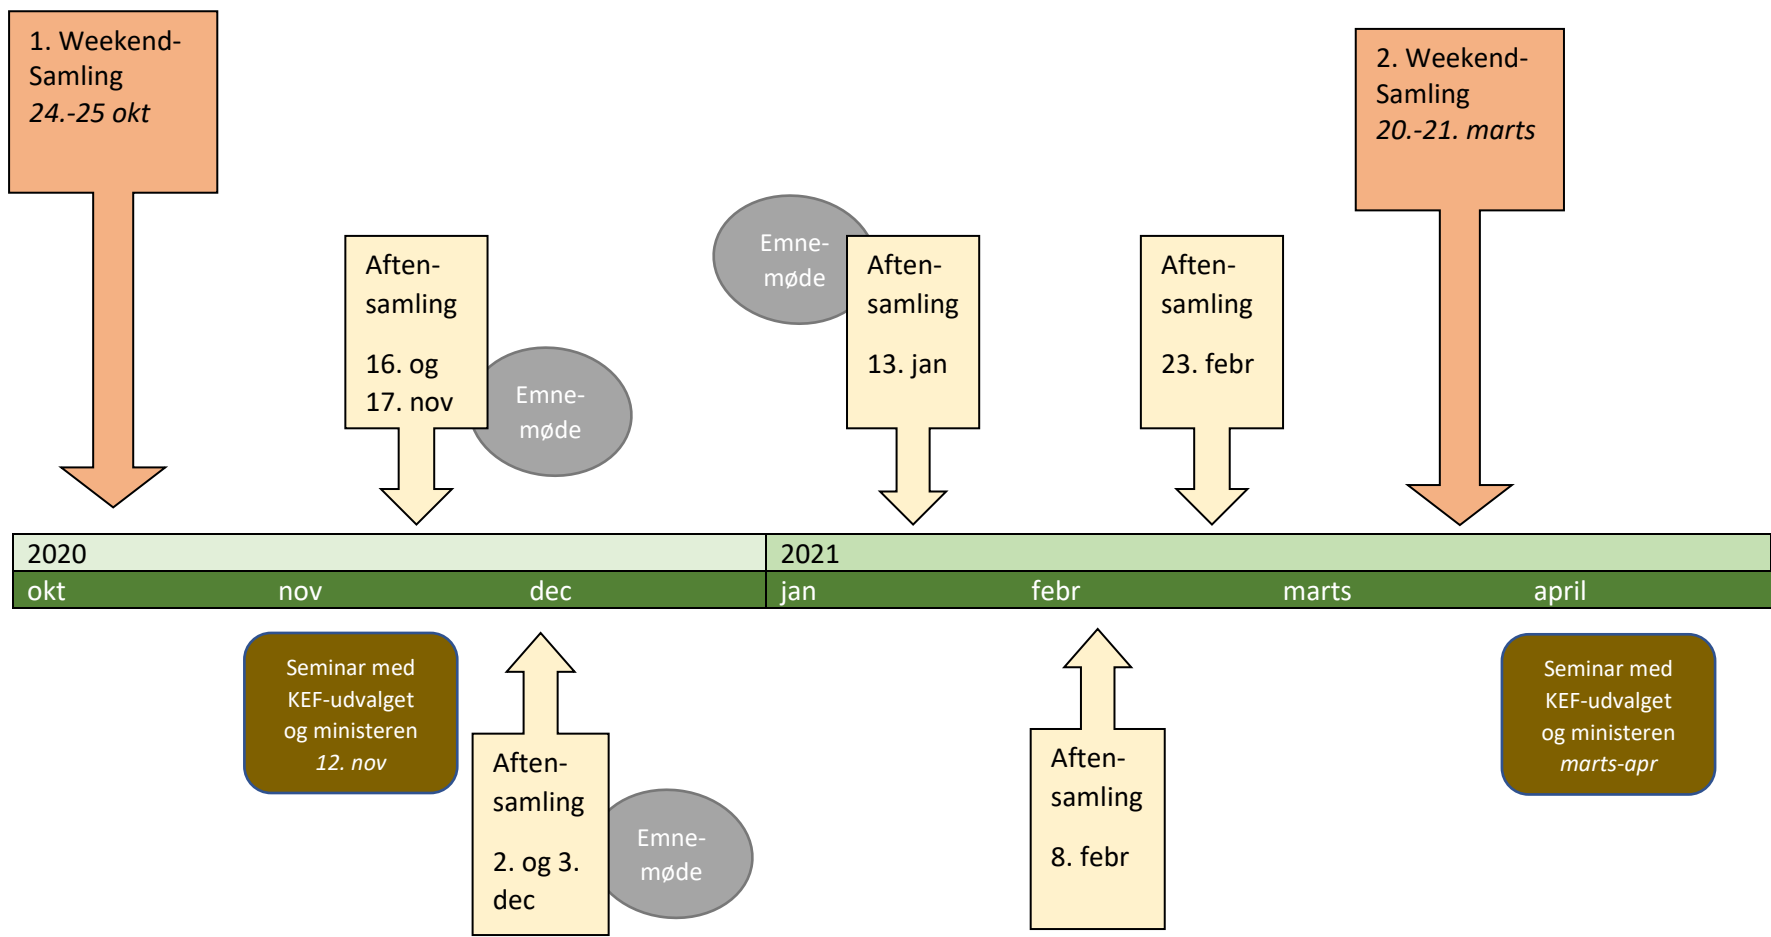 1. Weekend-
Samling
24.-25 okt
2. Weekend-
Samling
20.-21. marts
Aften-
samling
16. og
17. nov
Emne-
møde
Emne-
møde
Aften-
samling
13. jan
Aften-
samling
23. febr
2020
2021
okt
nov
dec
jan
febr
marts
april
Seminar med
KEF-udvalget
og ministeren
12. nov
Aften-
samling
2. og 3.
dec
Emne-
møde
Aften-
samling
8. febr
Seminar med
KEF-udvalget
og ministeren
marts-apr